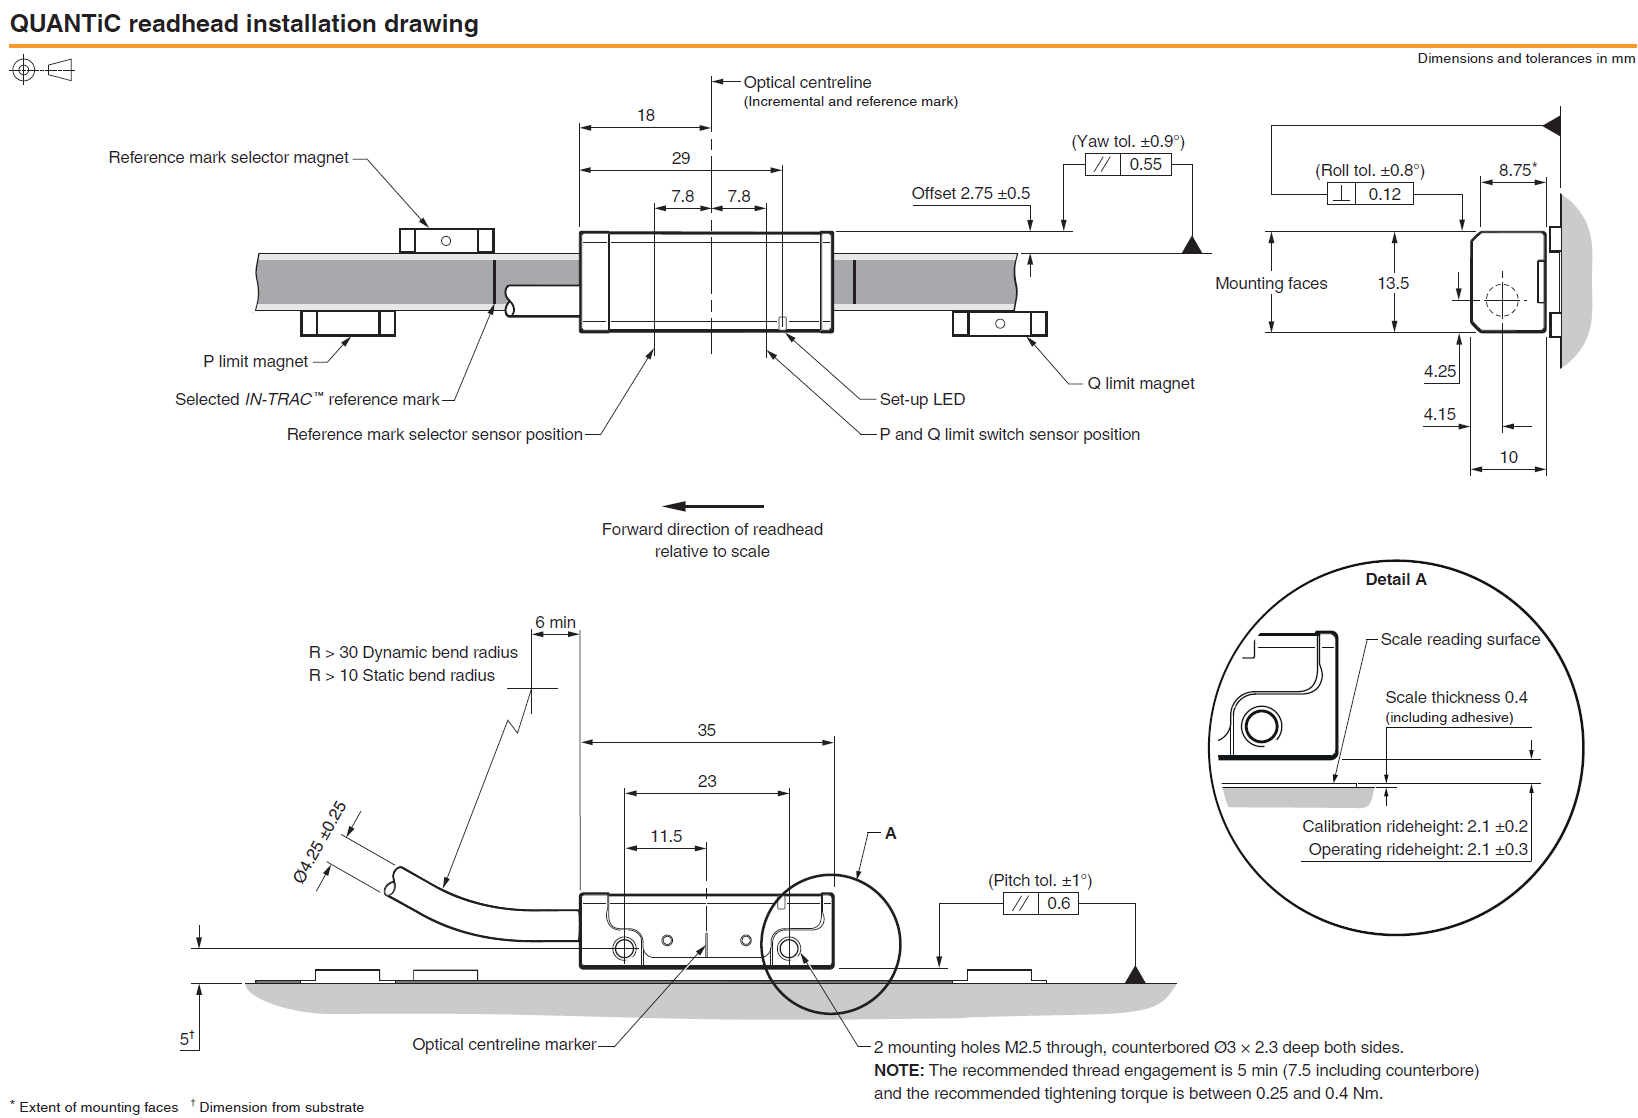 QUANTiC readhead installation drawing
Dimensions and tolerances in mm
Optical centreline
(Incremental and reference mark)
18
(Yaw tol. ±0.9°)
// 0.55
Reference mark selector magnet
29
(Roll tol. ±0.8°)
⊥ 0.12
8.75*
7.8
7.8
Offset 2.75 ±0.5
Mounting faces
13.5
P limit magnet
4.25
Q limit magnet
Selected IN-TRAC™ reference mark
Set-up LED
4.15
Reference mark selector sensor position
P and Q limit switch sensor position
10
Forward direction of readhead
relative to scale
Detail A
6 min
Scale reading surface
R > 30 Dynamic bend radius
R > 10 Static bend radius
Scale thickness 0.4
(including adhesive)
35
23
Ø4.25 ±0.25
11.5
A
Calibration rideheight: 2.1 ±0.2
Operating rideheight: 2.1 ±0.3
(Pitch tol. ±1°)
// 0.6
5†
Optical centreline marker
2 mounting holes M2.5 through, counterbored Ø3 × 2.3 deep both sides.
NOTE: The recommended thread engagement is 5 min (7.5 including counterbore)
and the recommended tightening torque is between 0.25 and 0.4 Nm.
* Extent of mounting faces † Dimension from substrate